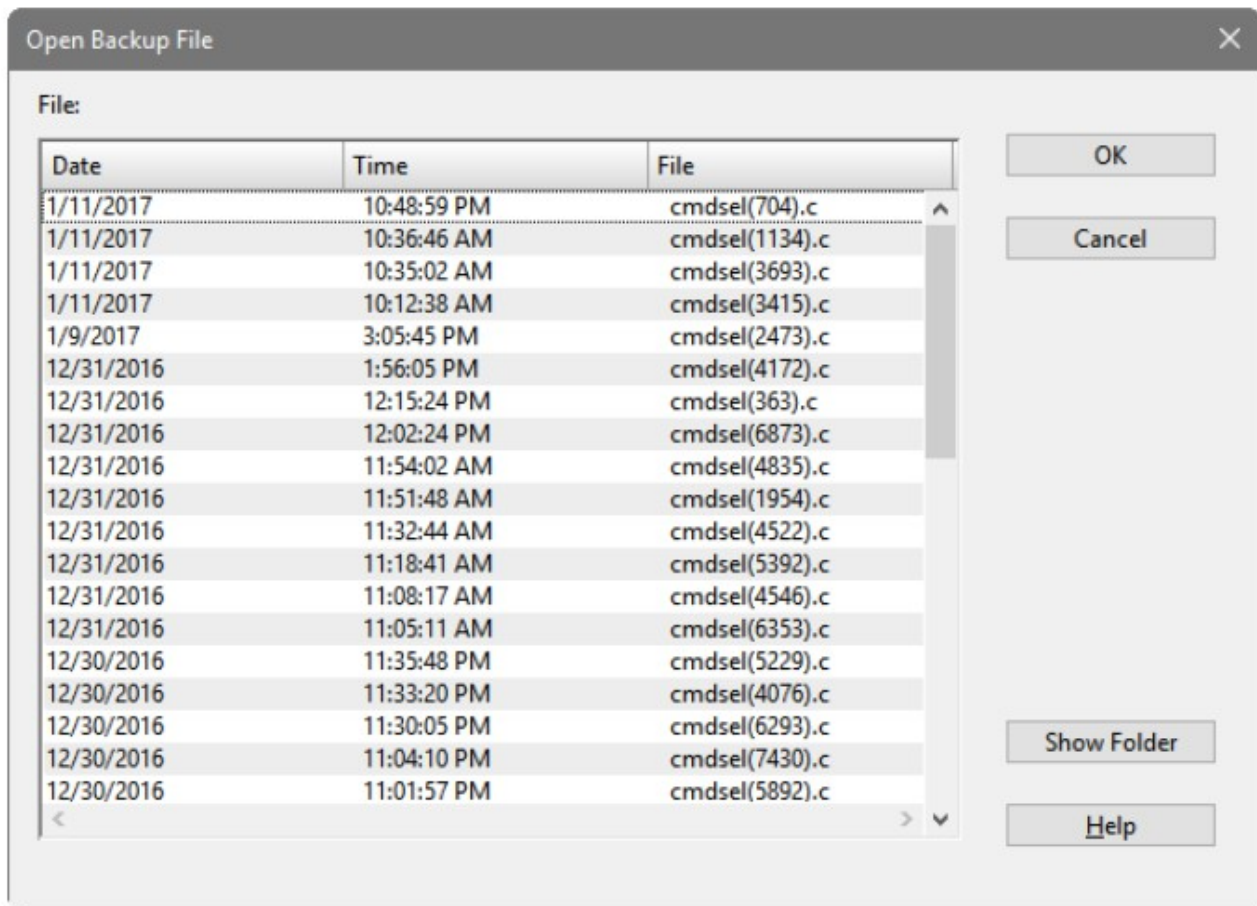 Open Backup File
File:
Date Time File
1/11/2017 10:48:59 PM cmdsel(704).c
1/11/2017 10:36:46 AM cmdsel(1134).c
1/11/2017 10:35:02 AM cmdsel(3693).c
1/11/2017 10:12:38 AM cmdsel(3415).c
1/9/2017 3:05:45 PM cmdsel(2473).c
12/31/2016 1:56:05 PM cmdsel(4172).c
12/31/2016 12:15:24 PM cmdsel(363).c
12/31/2016 12:02:24 PM cmdsel(6873).c
12/31/2016 11:54:02 AM cmdsel(4835).c
12/31/2016 11:51:48 AM cmdsel(1954).c
12/31/2016 11:32:44 AM cmdsel(4522).c
12/31/2016 11:18:41 AM cmdsel(5392).c
12/31/2016 11:08:17 AM cmdsel(4546).c
12/31/2016 11:05:11 AM cmdsel(6353).c
12/30/2016 11:35:48 PM cmdsel(5229).c
12/30/2016 11:33:20 PM cmdsel(4076).c
12/30/2016 11:30:05 PM cmdsel(6293).c
12/30/2016 11:04:10 PM cmdsel(7430).c
12/30/2016 11:01:57 PM cmdsel(5892).c
OK
Cancel
Show Folder
Help